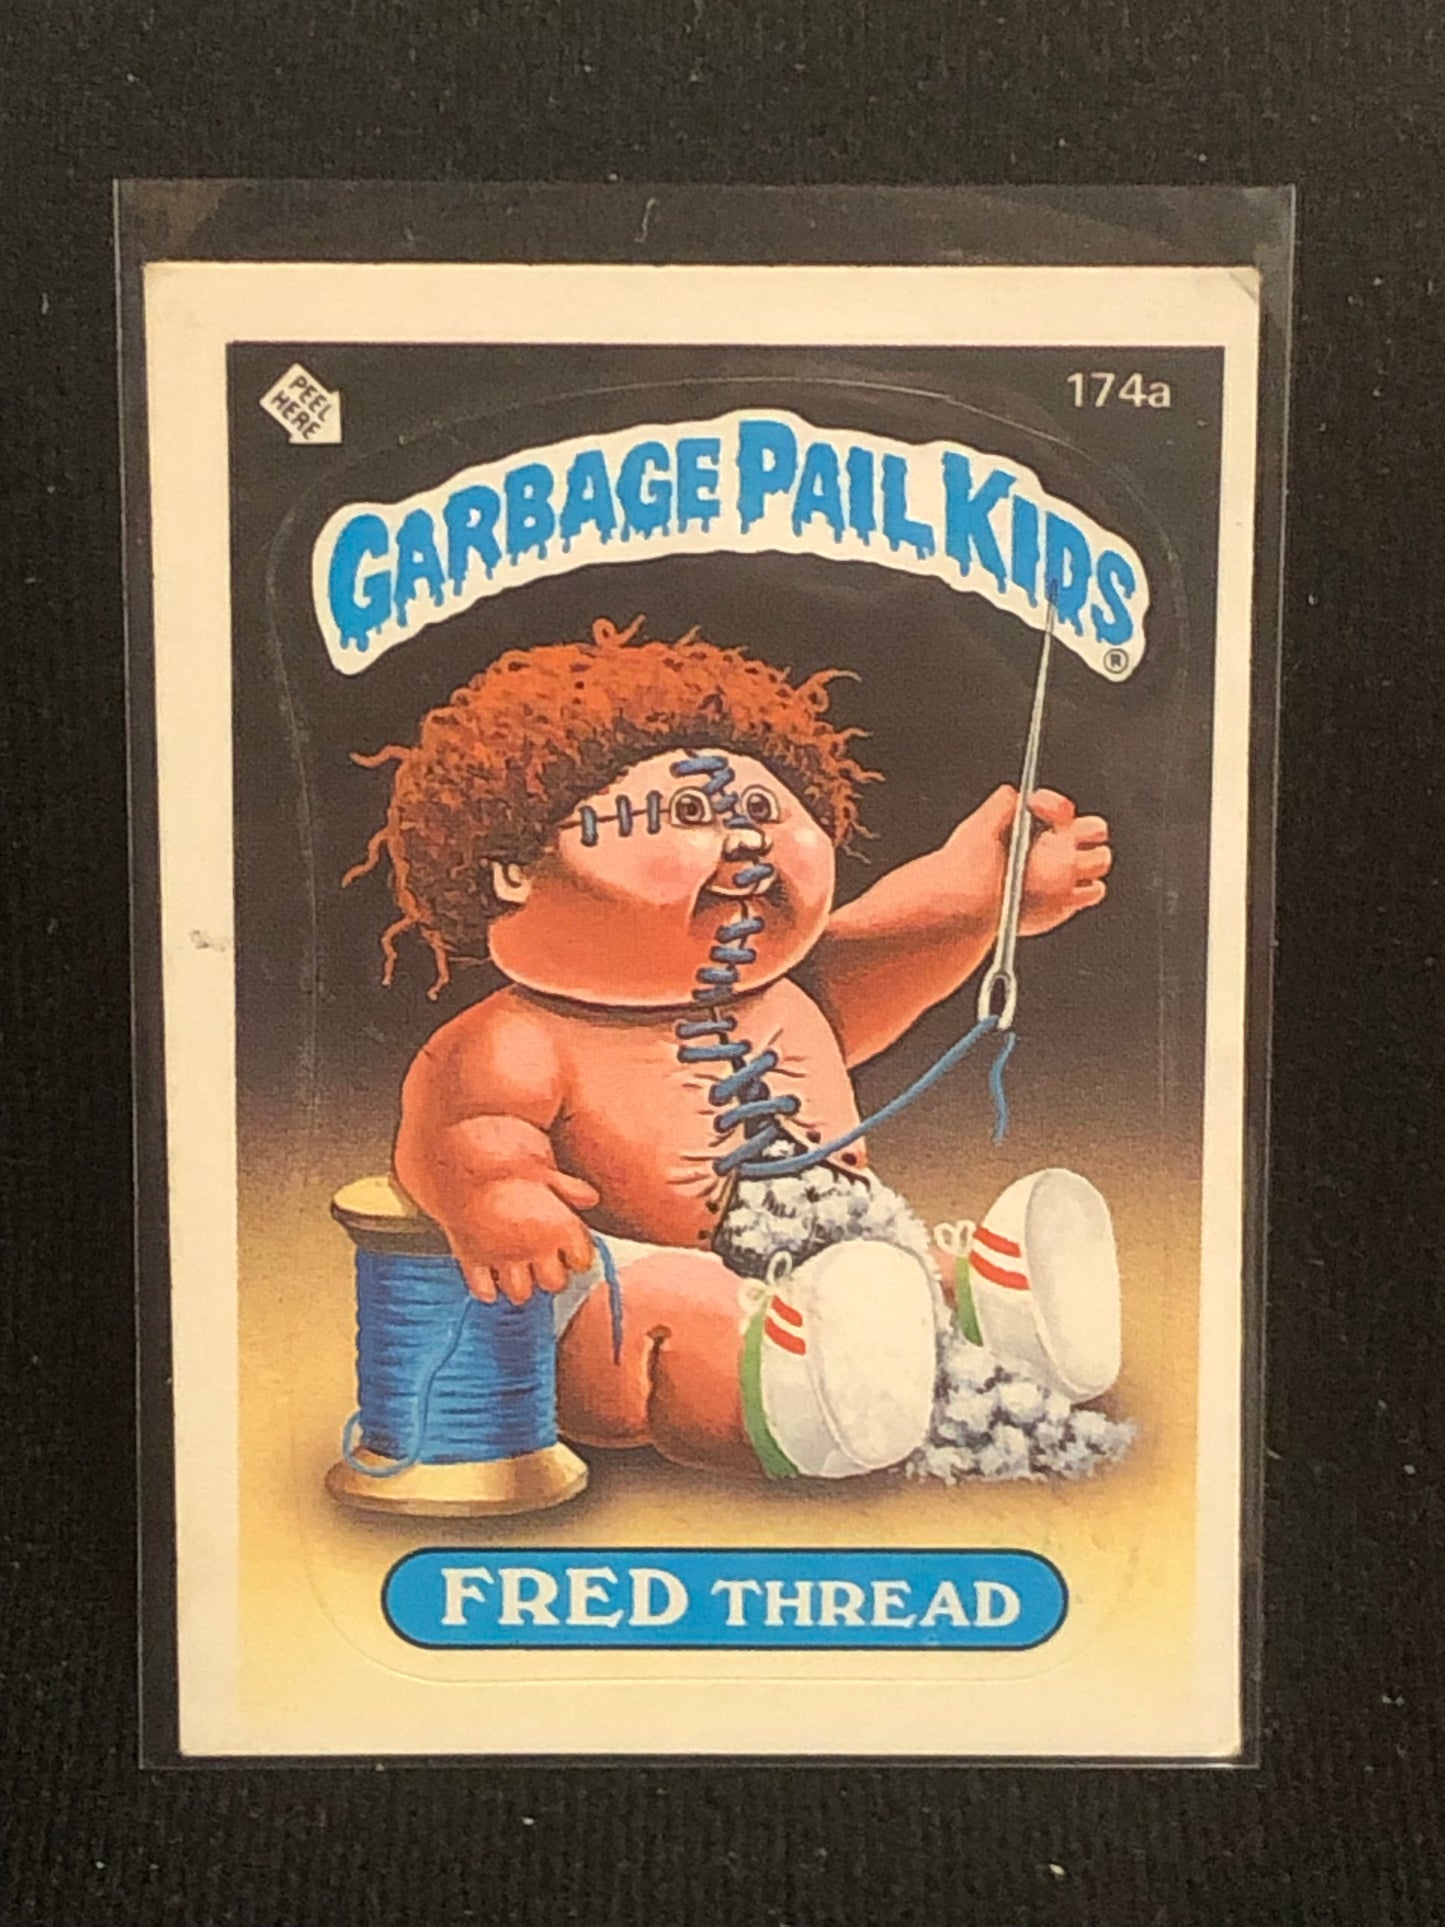 PEEL
HERE
174a
GARBAGE PAIL KIDS
®
FRED THREAD